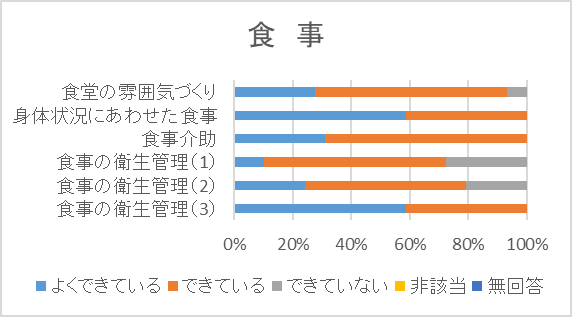 食　事
食堂の雰囲気づくり
身体状況にあわせた食事
食事介助
食事の衛生管理(1)
食事の衛生管理(2)
食事の衛生管理(3)
0% 20% 40% 60% 80% 100%
よくできている できている できていない 非該当 無回答